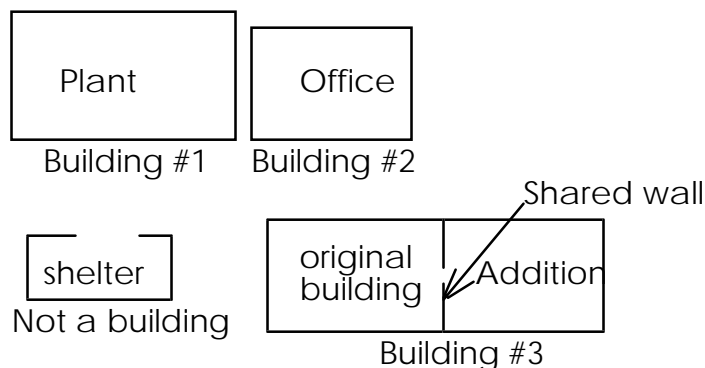 Plant
Office
Building #1
Building #2
Shared wall
original
building
Addition
shelter
Not a building
Building #3